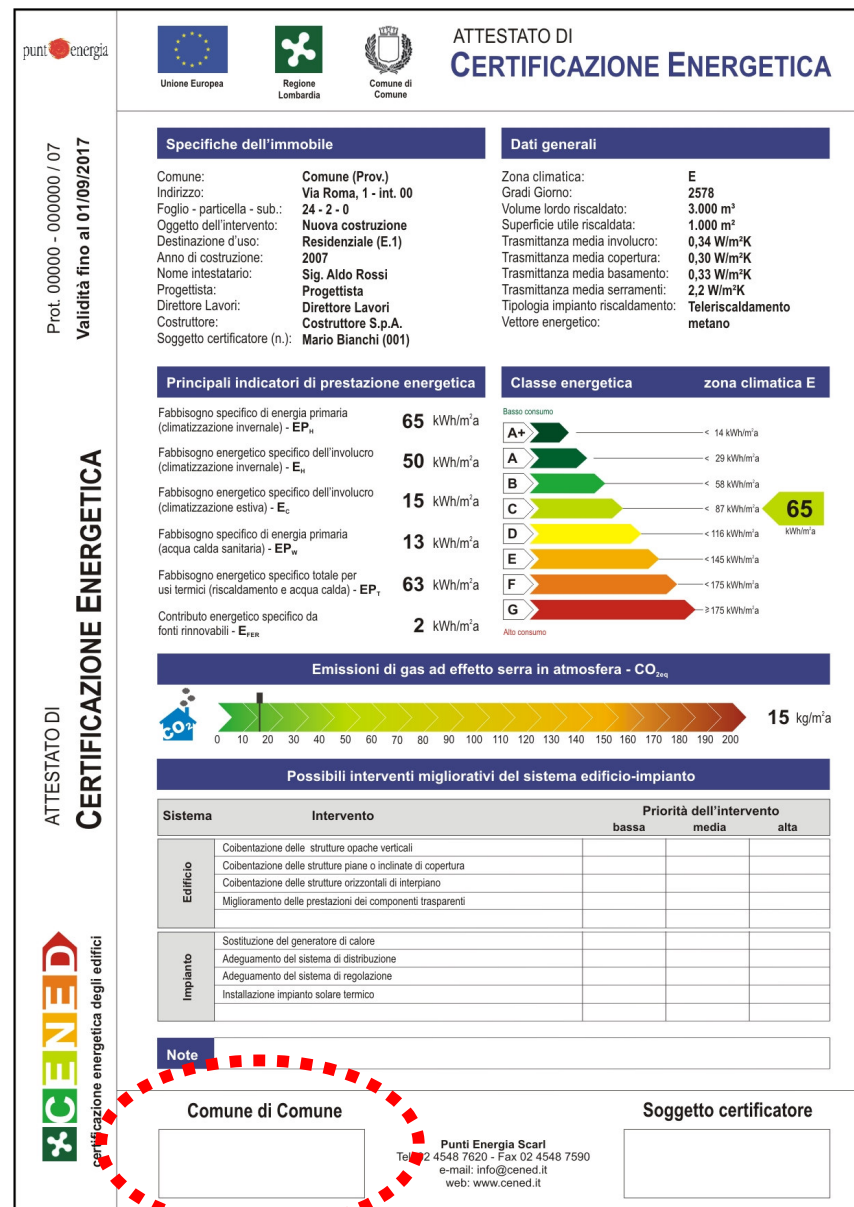 punt energia
Unione Europea
Regione
Lombardia
Comune di
Comune
ATTESTATO DI
CERTIFICAZIONE ENERGETICA
Prot. 00000 - 000000 / 07
Validità fino al 01/09/2017
ATTESTATO DI
CERTIFICAZIONE ENERGETICA
CENED
certificazione energetica degli edifici
Specifiche dell'immobile
Comune: Comune (Prov.)
Indirizzo: Via Roma, 1 - int. 00
Foglio - particella - sub.: 24 - 2 - 0
Oggetto dell'intervento: Nuova costruzione
Destinazione d'uso: Residenziale (E.1)
Anno di costruzione: 2007
Nome intestatario: Sig. Aldo Rossi
Progettista: Progettista
Direttore Lavori: Direttore Lavori
Costruttore: Costruttore S.p.A.
Soggetto certificatore (n.): Mario Bianchi (001)
Dati generali
Zona climatica: E
Gradi Giorno: 2578
Volume lordo riscaldato: 3.000 m³
Superficie utile riscaldata: 1.000 m²
Trasmittanza media involucro: 0,34 W/m²K
Trasmittanza media copertura: 0,30 W/m²K
Trasmittanza media basamento: 0,33 W/m²K
Trasmittanza media serramenti: 2,2 W/m²K
Tipologia impianto riscaldamento: Teleriscaldamento
Vettore energetico: metano
Principali indicatori di prestazione energetica
Fabbisogno specifico di energia primaria
(climatizzazione invernale) - EPH 65 kWh/m²a
Fabbisogno energetico specifico dell'involucro
(climatizzazione invernale) - EH 50 kWh/m²a
Fabbisogno energetico specifico dell'involucro
(climatizzazione estiva) - EC 15 kWh/m²a
Fabbisogno specifico di energia primaria
(acqua calda sanitaria) - EPW 13 kWh/m²a
Fabbisogno energetico specifico totale per
usi termici (riscaldamento e acqua calda) - EPT 63 kWh/m²a
Contributo energetico specifico da
fonti rinnovabili - EFER 2 kWh/m²a
Classe energetica zona climatica E
Basso consumo
A+ < 14 kWh/m²a
A < 29 kWh/m²a
B < 58 kWh/m²a
C < 87 kWh/m²a 65
kWh/m²a
D < 116 kWh/m²a
E < 145 kWh/m²a
F < 175 kWh/m²a
G ≥ 175 kWh/m²a
Alto consumo
Emissioni di gas ad effetto serra in atmosfera - CO2eq
CO2
0 10 20 30 40 50 60 70 80 90 100 110 120 130 140 150 160 170 180 190 200
15 kg/m²a
Possibili interventi migliorativi del sistema edificio-impianto
Sistema Intervento Priorità dell'intervento
bassa media alta
Edificio
Coibentazione delle strutture opache verticali
Coibentazione delle strutture piane o inclinate di copertura
Coibentazione delle strutture orizzontali di interpiano
Miglioramento delle prestazioni dei componenti trasparenti
Impianto
Sostituzione del generatore di calore
Adeguamento del sistema di distribuzione
Adeguamento del sistema di regolazione
Installazione impianto solare termico
Note
Comune di Comune
Punti Energia Scarl
Tel. 02 4548 7620 - Fax 02 4548 7590
e-mail: info@cened.it
web: www.cened.it
Soggetto certificatore